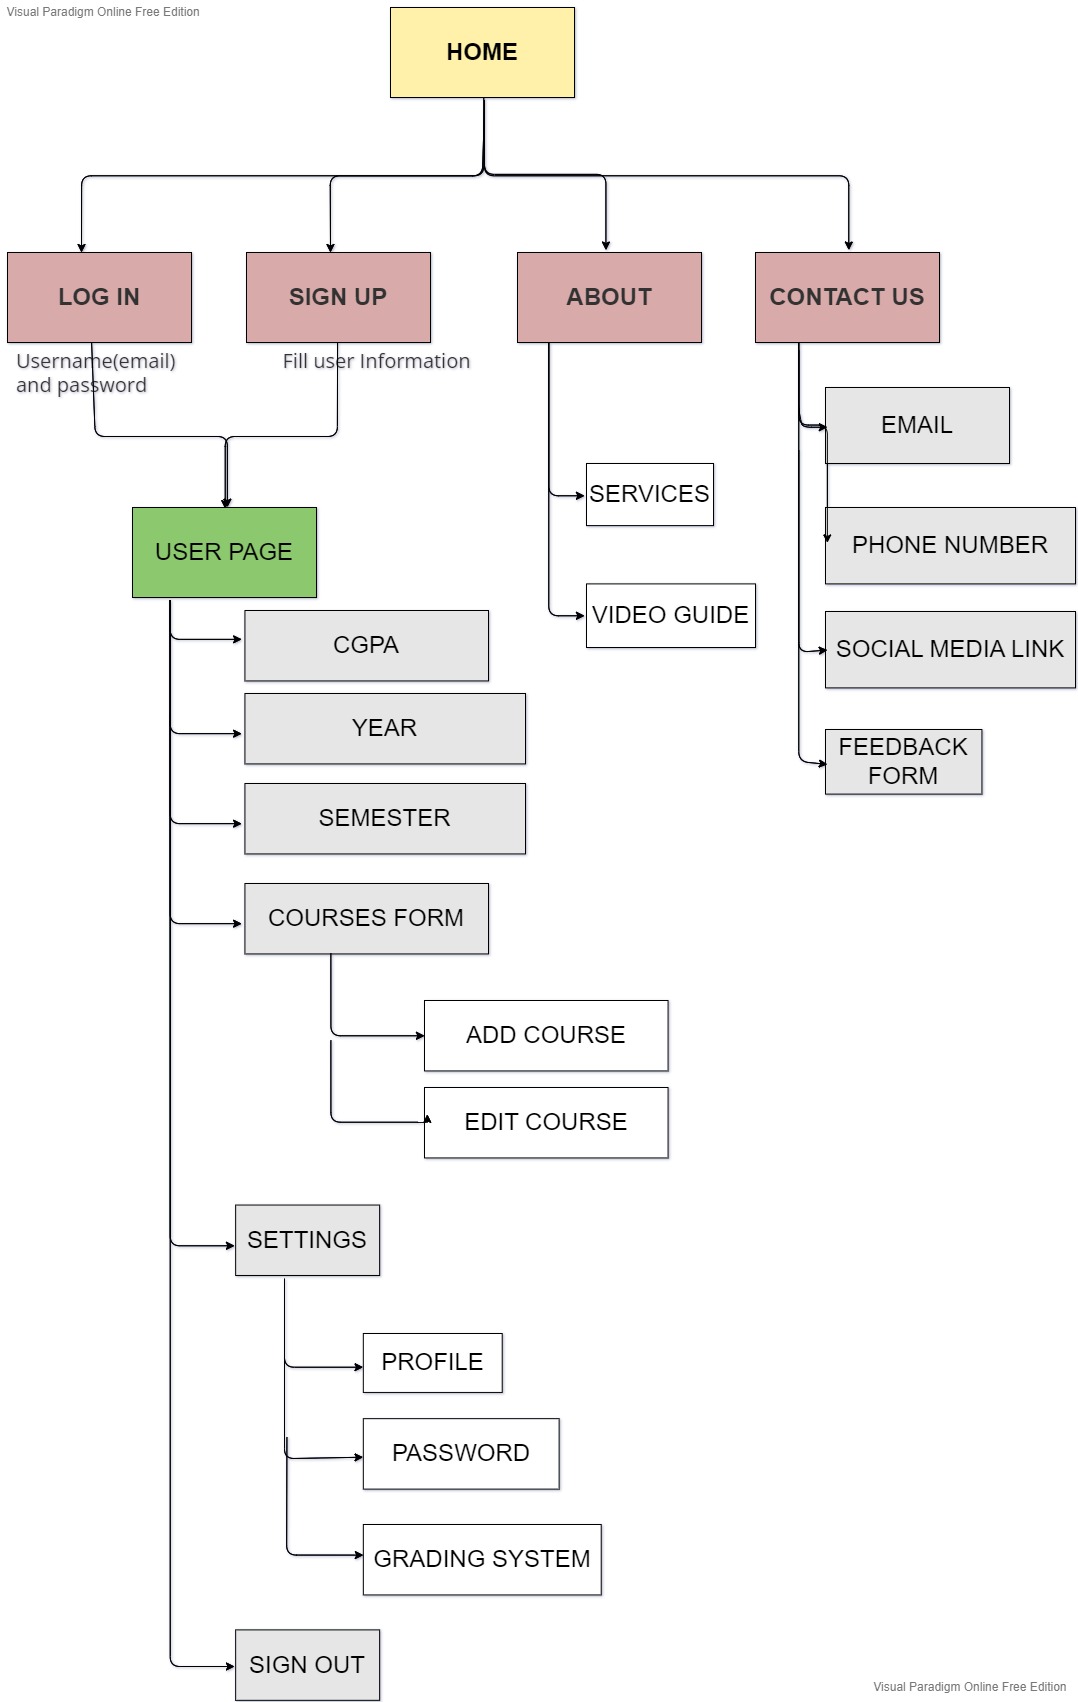 Visual Paradigm Online Free Edition
HOME
LOG IN
SIGN UP
ABOUT
CONTACT US
Username(email)
and password
Fill user Information
EMAIL
SERVICES
USER PAGE
PHONE NUMBER
VIDEO GUIDE
CGPA
SOCIAL MEDIA LINK
YEAR
FEEDBACK
FORM
SEMESTER
COURSES FORM
ADD COURSE
EDIT COURSE
SETTINGS
PROFILE
PASSWORD
GRADING SYSTEM
SIGN OUT
Visual Paradigm Online Free Edition